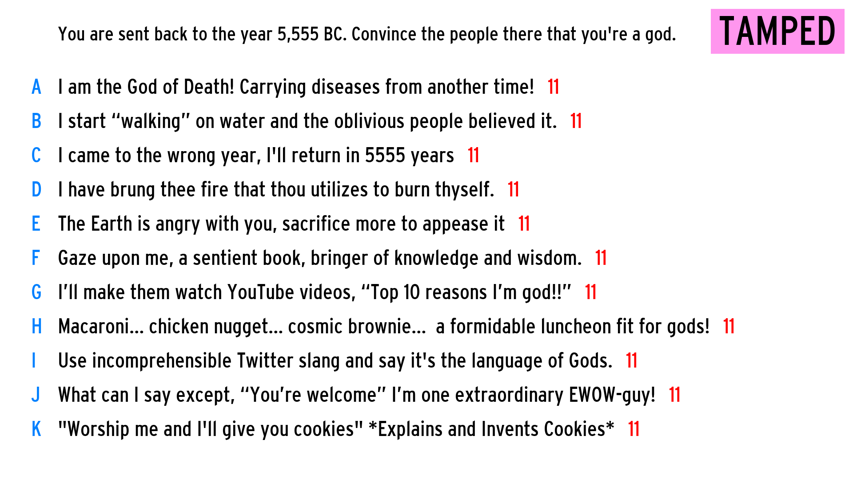 You are sent back to the year 5,555 BC. Convince the people there that you're a god.
TAMPED
A I am the God of Death! Carrying diseases from another time! 11
B I start “walking” on water and the oblivious people believed it. 11
C I came to the wrong year, I'll return in 5555 years 11
D I have brung thee fire that thou utilizes to burn thyself. 11
E The Earth is angry with you, sacrifice more to appease it 11
F Gaze upon me, a sentient book, bringer of knowledge and wisdom. 11
G I’ll make them watch YouTube videos, “Top 10 reasons I’m god!!” 11
H Macaroni... chicken nugget... cosmic brownie... a formidable luncheon fit for gods! 11
I Use incomprehensible Twitter slang and say it's the language of Gods. 11
J What can I say except, “You’re welcome” I’m one extraordinary EWOW-guy! 11
K "Worship me and I'll give you cookies" *Explains and Invents Cookies* 11